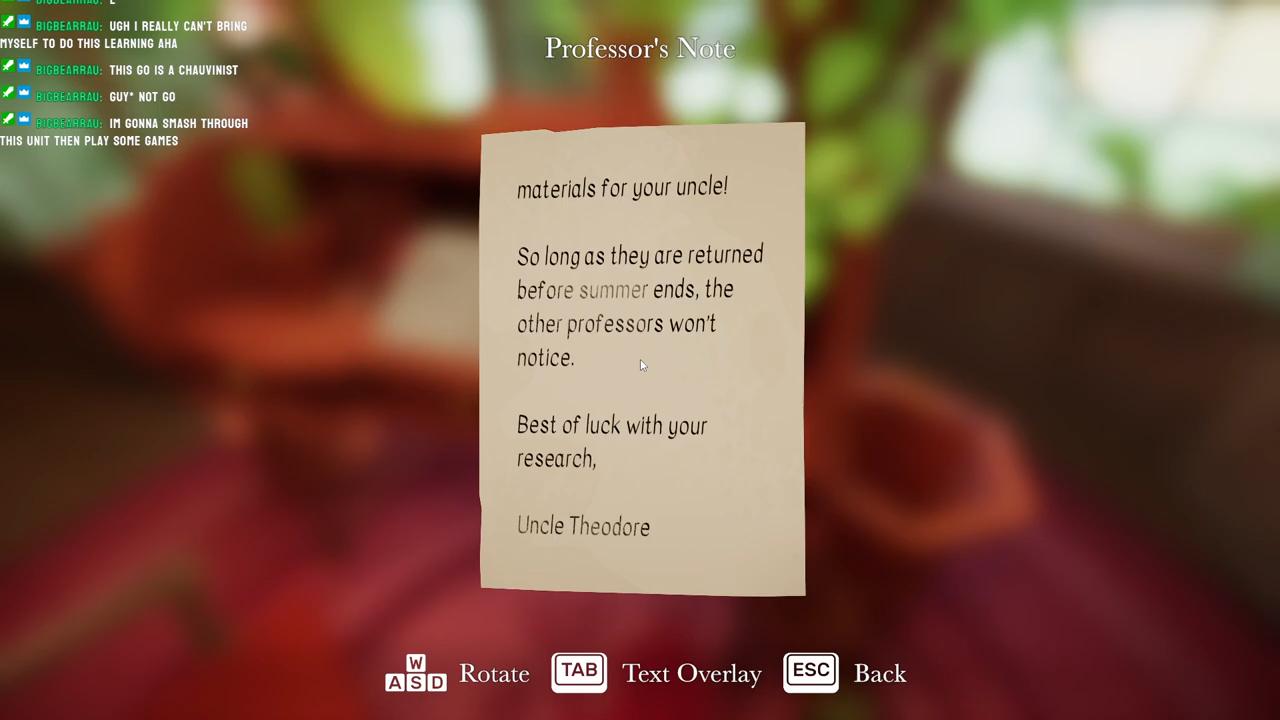 BIGBEARRAU: L
BIGBEARRAU: UGH I REALLY CAN'T BRING
MYSELF TO DO THIS LEARNING AHA
BIGBEARRAU: THIS GO IS A CHAUVINIST
BIGBEARRAU: GUY* NOT GO
BIGBEARRAU: IM GONNA SMASH THROUGH
THIS UNIT THEN PLAY SOME GAMES
Professor's Note
materials for your uncle!
So long as they are returned
before summer ends, the
other professors won't
notice.
Best of luck with your
research,
Uncle Theodore
W
A S D Rotate TAB Text Overlay ESC Back